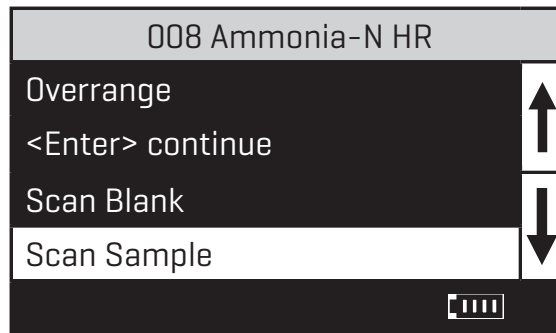 008 Ammonia-N HR
Overrange
<Enter> continue
Scan Blank
Scan Sample